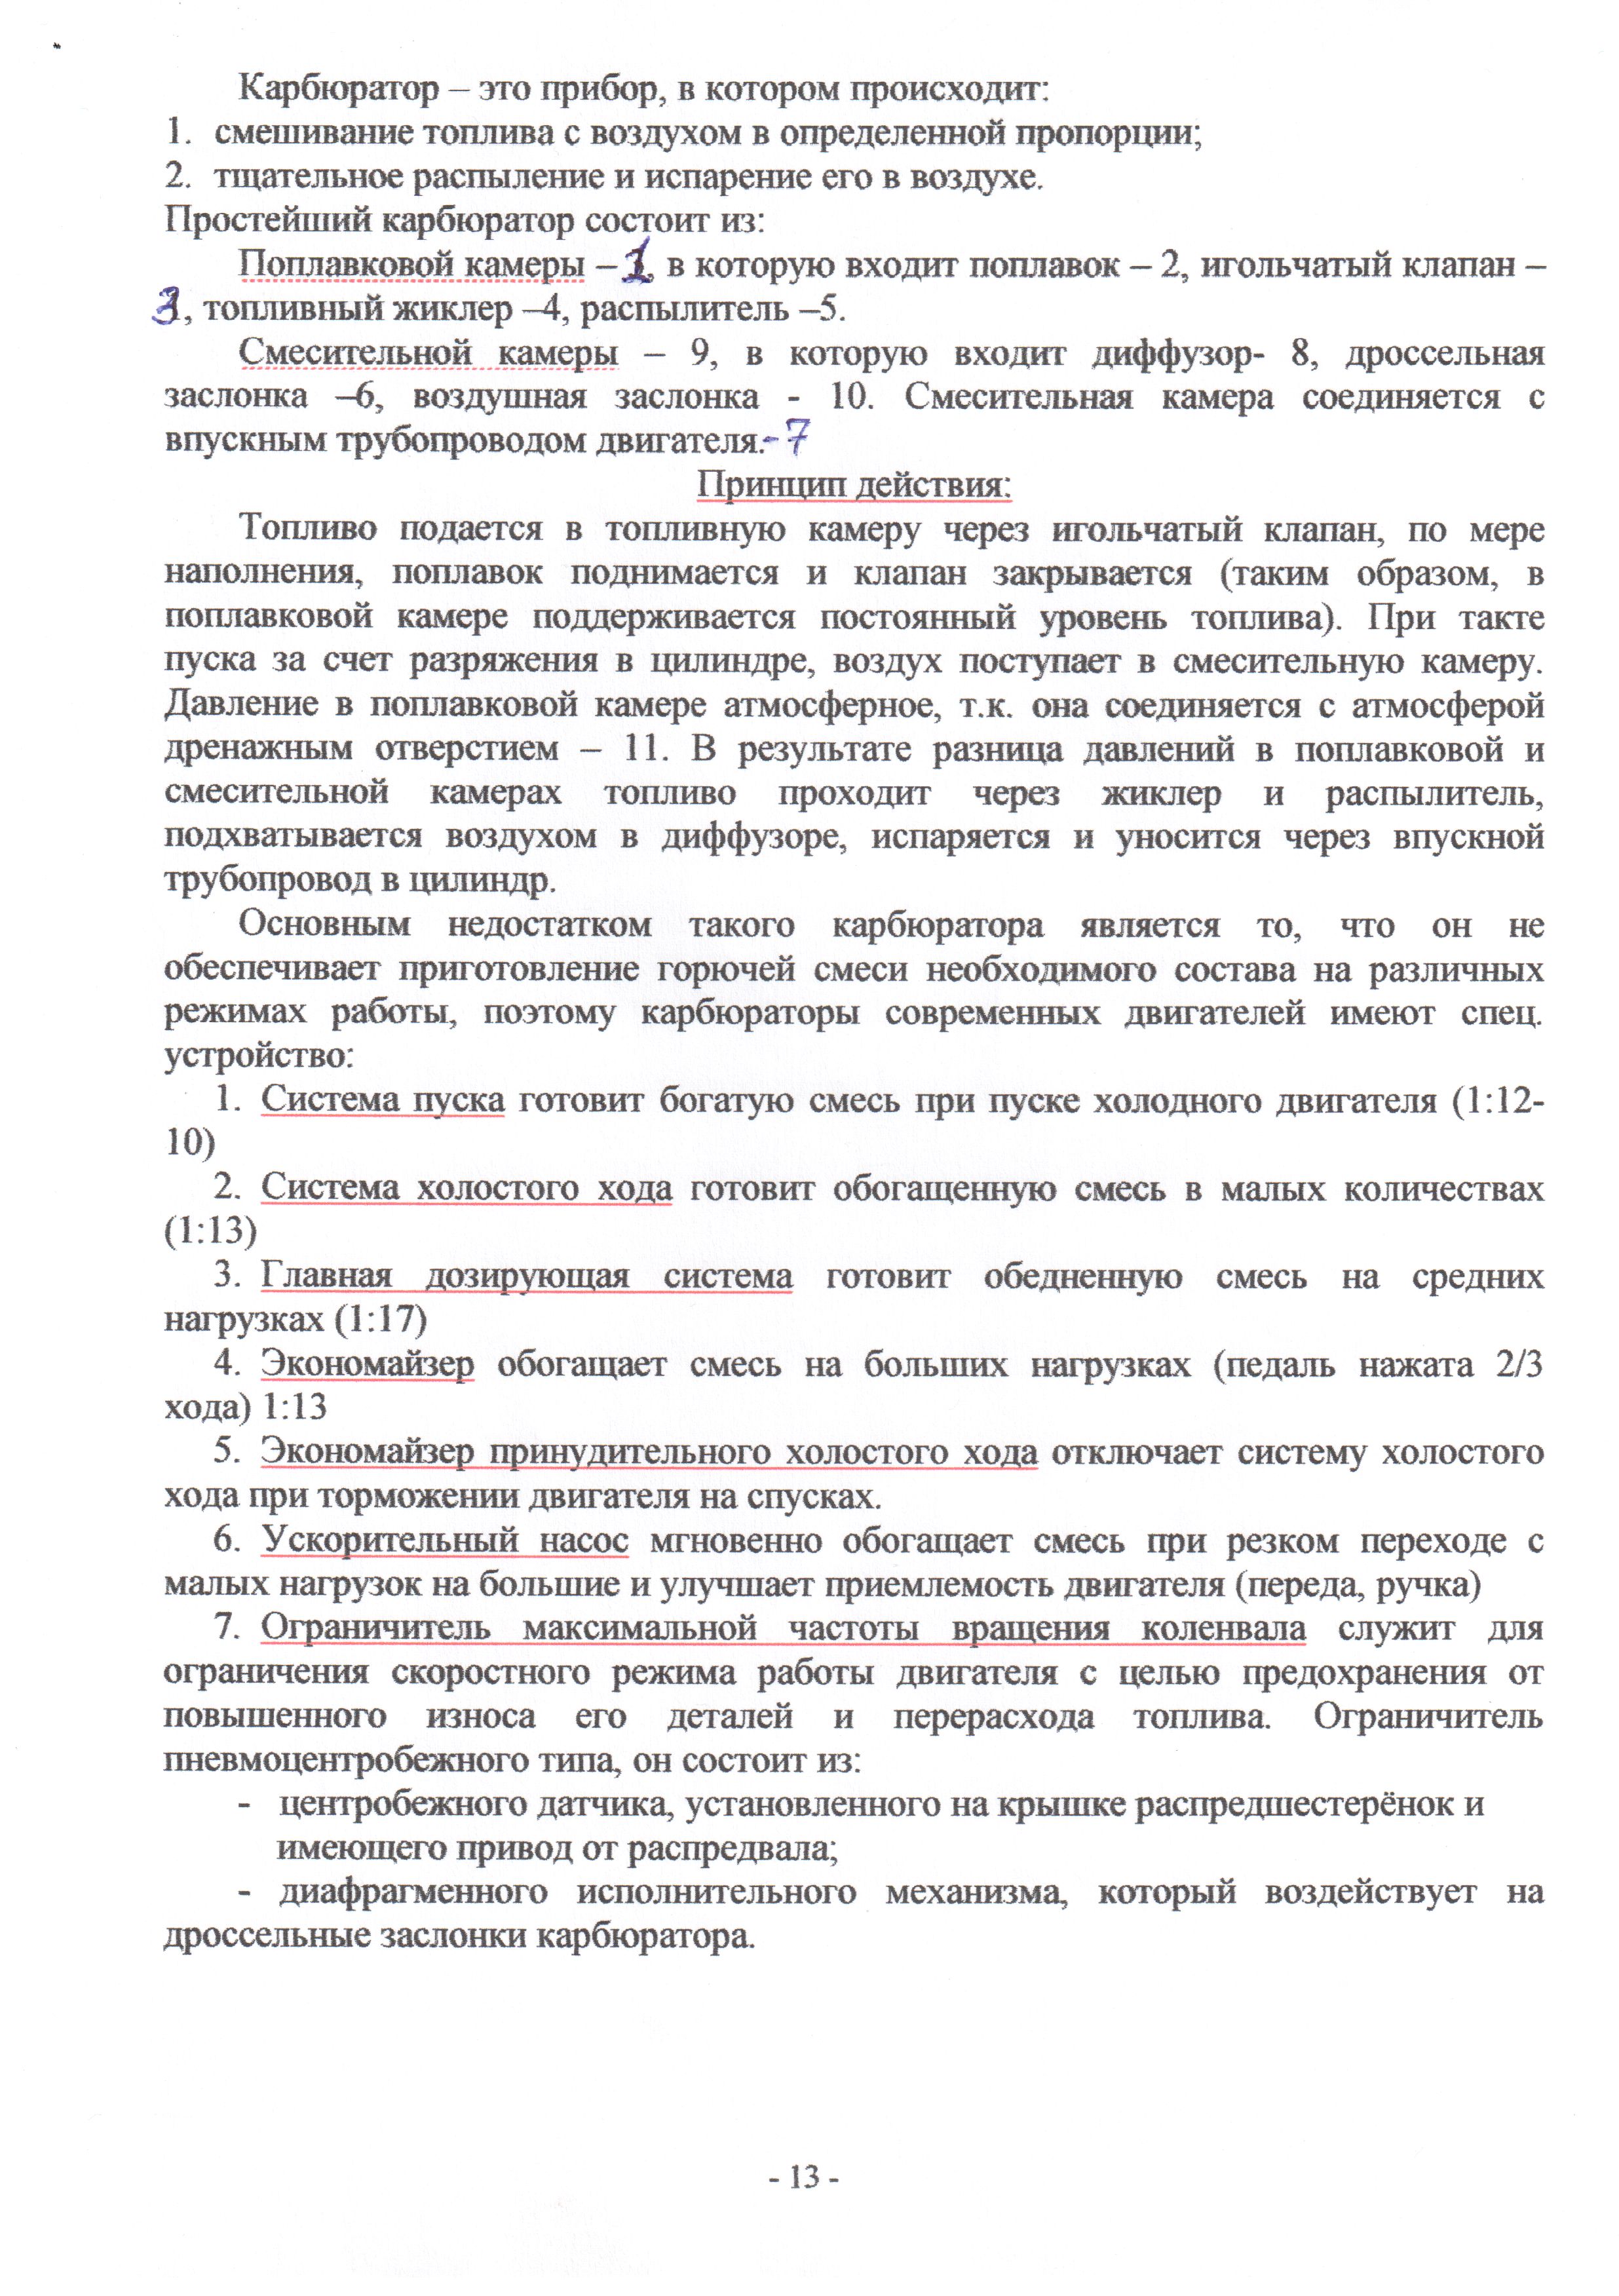 Карбюратор – это прибор, в котором происходит:
1. смешивание топлива с воздухом в определенной пропорции;
2. тщательное распыление и испарение его в воздухе.
Простейший карбюратор состоит из:
Поплавковой камеры – 1, в которую входит поплавок – 2, игольчатый клапан –
3, топливный жиклер –4, распылитель –5.
Смесительной камеры – 9, в которую входит диффузор- 8, дроссельная
заслонка –6, воздушная заслонка - 10. Смесительная камера соединяется с
впускным трубопроводом двигателя.- 7
Принцип действия:
Топливо подается в топливную камеру через игольчатый клапан, по мере
наполнения, поплавок поднимается и клапан закрывается (таким образом, в
поплавковой камере поддерживается постоянный уровень топлива). При такте
пуска за счет разряжения в цилиндре, воздух поступает в смесительную камеру.
Давление в поплавковой камере атмосферное, т.к. она соединяется с атмосферой
дренажным отверстием – 11. В результате разница давлений в поплавковой и
смесительной камерах топливо проходит через жиклер и распылитель,
подхватывается воздухом в диффузоре, испаряется и уносится через впускной
трубопровод в цилиндр.
Основным недостатком такого карбюратора является то, что он не
обеспечивает приготовление горючей смеси необходимого состава на различных
режимах работы, поэтому карбюраторы современных двигателей имеют спец.
устройство:
1. Система пуска готовит богатую смесь при пуске холодного двигателя (1:12-
10)
2. Система холостого хода готовит обогащенную смесь в малых количествах
(1:13)
3. Главная дозирующая система готовит обедненную смесь на средних
нагрузках (1:17)
4. Экономайзер обогащает смесь на больших нагрузках (педаль нажата 2/3
хода) 1:13
5. Экономайзер принудительного холостого хода отключает систему холостого
хода при торможении двигателя на спусках.
6. Ускорительный насос мгновенно обогащает смесь при резком переходе с
малых нагрузок на большие и улучшает приемлемость двигателя (переда, ручка)
7. Ограничитель максимальной частоты вращения коленвала служит для
ограничения скоростного режима работы двигателя с целью предохранения от
повышенного износа его деталей и перерасхода топлива. Ограничитель
пневмоцентробежного типа, он состоит из:
- центробежного датчика, установленного на крышке распредшестерёнок и
имеющего привод от распредвала;
- диафрагменного исполнительного механизма, который воздействует на
дроссельные заслонки карбюратора.
- 13 -